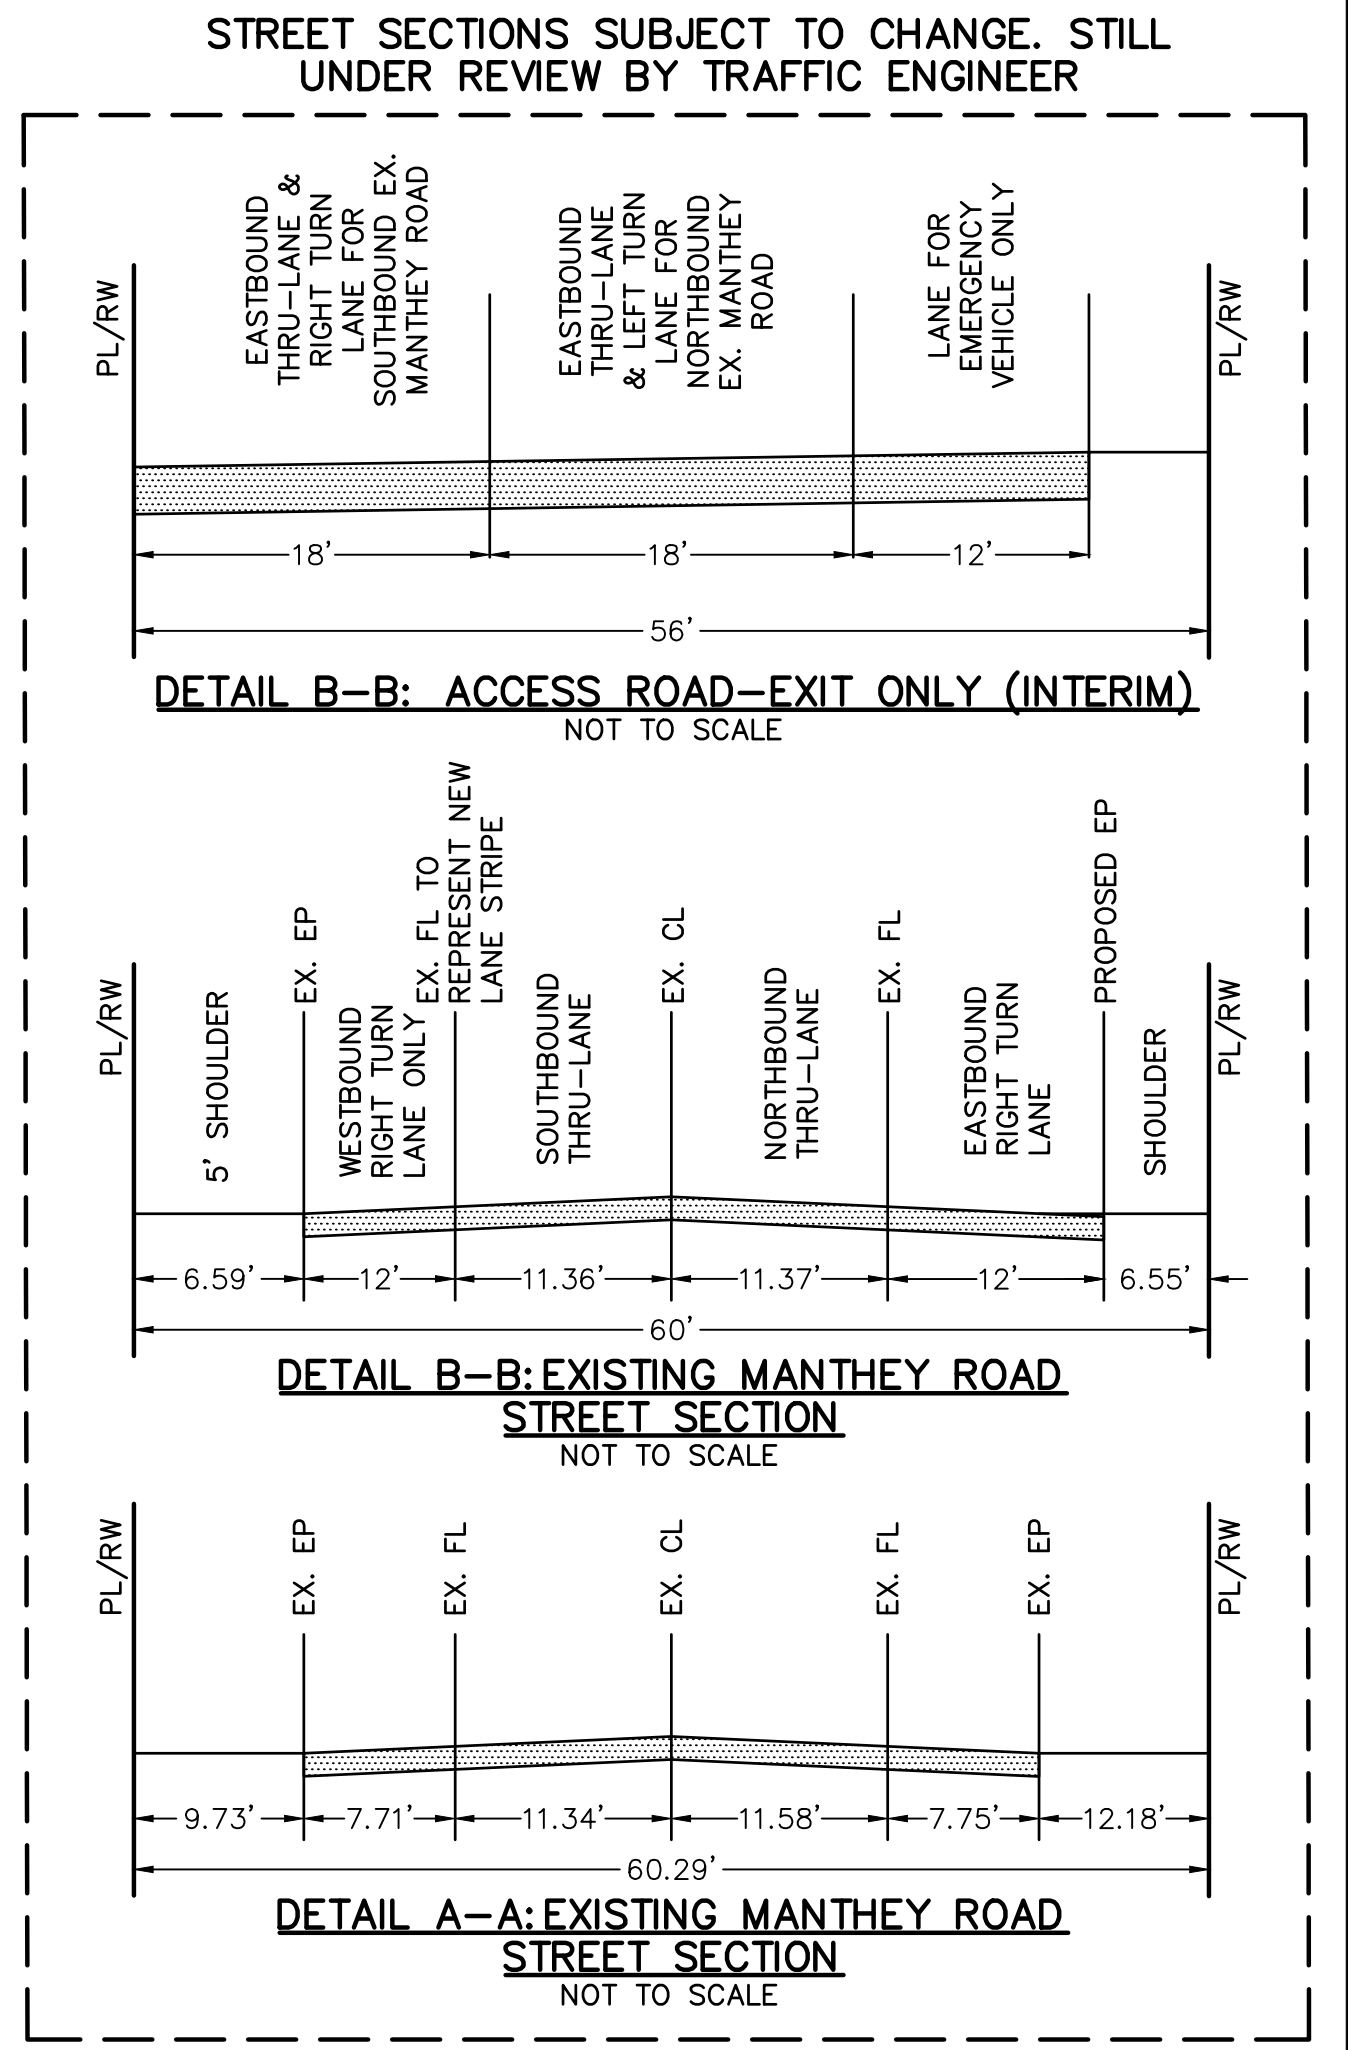 STREET SECTIONS SUBJECT TO CHANGE. STILL
UNDER REVIEW BY TRAFFIC ENGINEER
PL/RW
EASTBOUND
THRU-LANE &
RIGHT TURN
LANE FOR
SOUTHBOUND EX.
MANTHEY ROAD
EASTBOUND
THRU-LANE
& LEFT TURN
LANE FOR
NORTHBOUND
EX. MANTHEY
ROAD
LANE FOR
EMERGENCY
VEHICLE ONLY
PL/RW
18'
18'
12'
56'
DETAIL B-B: ACCESS ROAD-EXIT ONLY (INTERIM)
NOT TO SCALE
PL/RW
5' SHOULDER
EX. EP
WESTBOUND
RIGHT TURN
LANE ONLY
EX. FL TO
REPRESENT NEW
LANE STRIPE
SOUTHBOUND
THRU-LANE
EX. CL
NORTHBOUND
THRU-LANE
EX. FL
EASTBOUND
RIGHT TURN
LANE
PROPOSED EP
SHOULDER
PL/RW
6.59'
12'
11.36'
11.37'
12'
6.55'
60'
DETAIL B-B: EXISTING MANTHEY ROAD
STREET SECTION
NOT TO SCALE
PL/RW
EX. EP
EX. FL
EX. CL
EX. FL
EX. EP
PL/RW
9.73'
7.71'
11.34'
11.58'
7.75'
12.18'
60.29'
DETAIL A-A: EXISTING MANTHEY ROAD
STREET SECTION
NOT TO SCALE